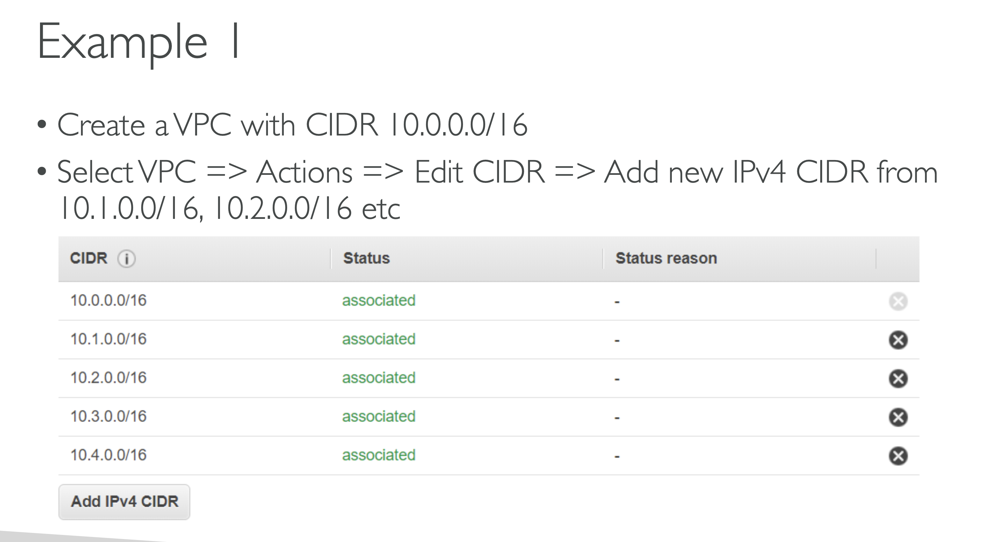 Example 1
• Create a VPC with CIDR 10.0.0.0/16
• Select VPC => Actions => Edit CIDR => Add new IPv4 CIDR from
10.1.0.0/16, 10.2.0.0/16 etc
CIDR i Status Status reason
10.0.0.0/16 associated -
10.1.0.0/16 associated -
10.2.0.0/16 associated -
10.3.0.0/16 associated -
10.4.0.0/16 associated -
Add IPv4 CIDR